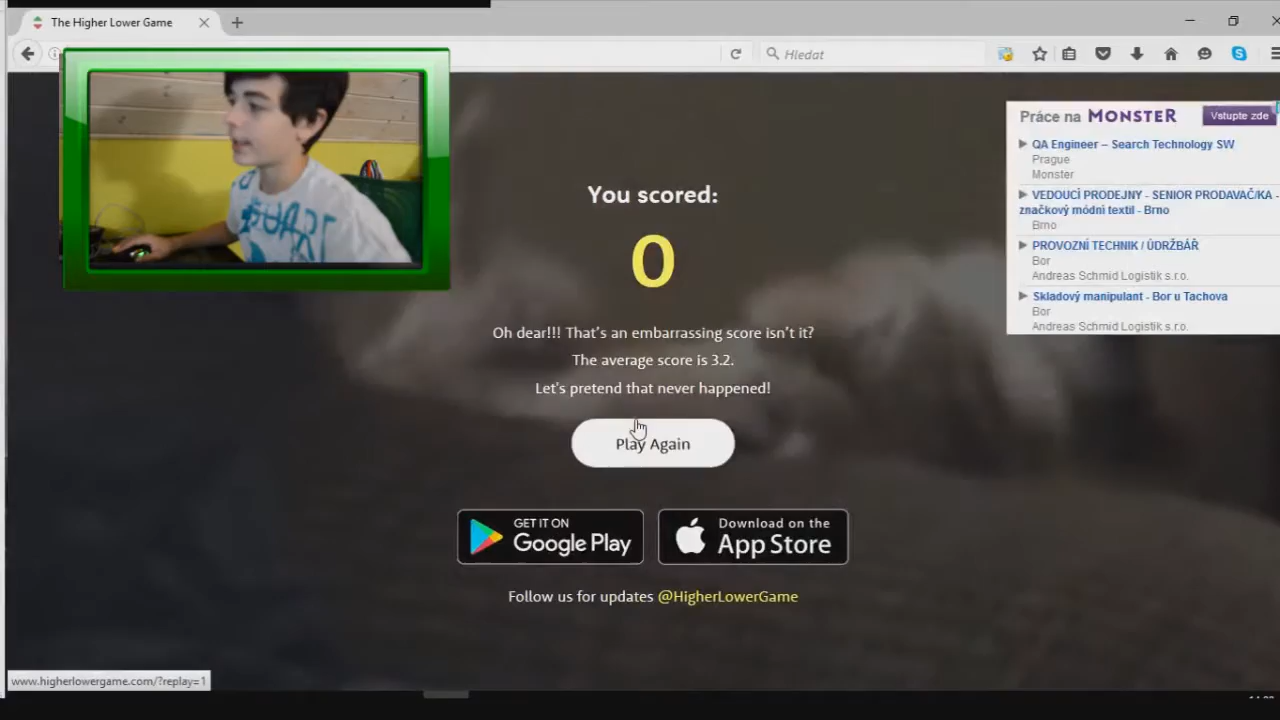 The Higher Lower Game
Hledat
Práce na MONSTER
Vstupte zde
QA Engineer – Search Technology SW
Prague
Monster
VEDOUCÍ PRODEJNY - SENIOR PRODAVAČ/KA -
značkový módní textil - Brno
Brno
PROVOZNÍ TECHNIK / ÚDRŽBÁŘ
Bor
Andreas Schmid Logistik s.r.o.
Skladový manipulant - Bor u Tachova
Bor
Andreas Schmid Logistik s.r.o.
You scored:
0
Oh dear!!! That's an embarrassing score isn't it?
The average score is 3.2.
Let's pretend that never happened!
Play Again
GET IT ON
Google Play
Download on the
App Store
Follow us for updates @HigherLowerGame
www.higherlowergame.com/?replay=1